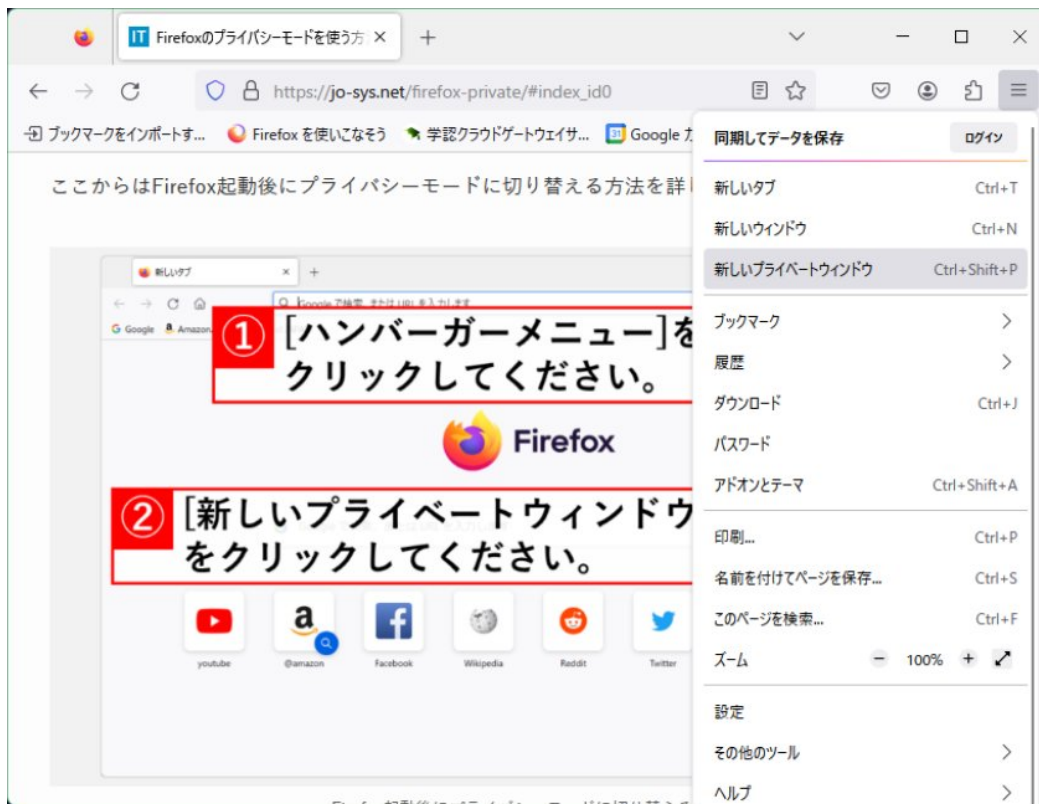 Firefoxのプライバシーモードを使う方
https://jo-sys.net/firefox-private/#index_id0
ブックマークをインポートす... Firefox を使いこなそう 学認クラウドゲートウェイサ... Google カ
ここからはFirefox起動後にプライバシーモードに切り替える方法を詳し
新しいタブ
Google で検索、または URL を入力します
Google Amazon
① [ハンバーガーメニュー]を
クリックしてください。
Firefox
② [新しいプライベートウィンドウ
をクリックしてください。
youtube @amazon Facebook Wikipedia Reddit Twitter
同期してデータを保存 ログイン
新しいタブ Ctrl+T
新しいウィンドウ Ctrl+N
新しいプライベートウィンドウ Ctrl+Shift+P
ブックマーク
履歴
ダウンロード Ctrl+J
パスワード
アドオンとテーマ Ctrl+Shift+A
印刷... Ctrl+P
名前を付けてページを保存... Ctrl+S
このページを検索... Ctrl+F
ズーム － 100% +
設定
その他のツール
ヘルプ